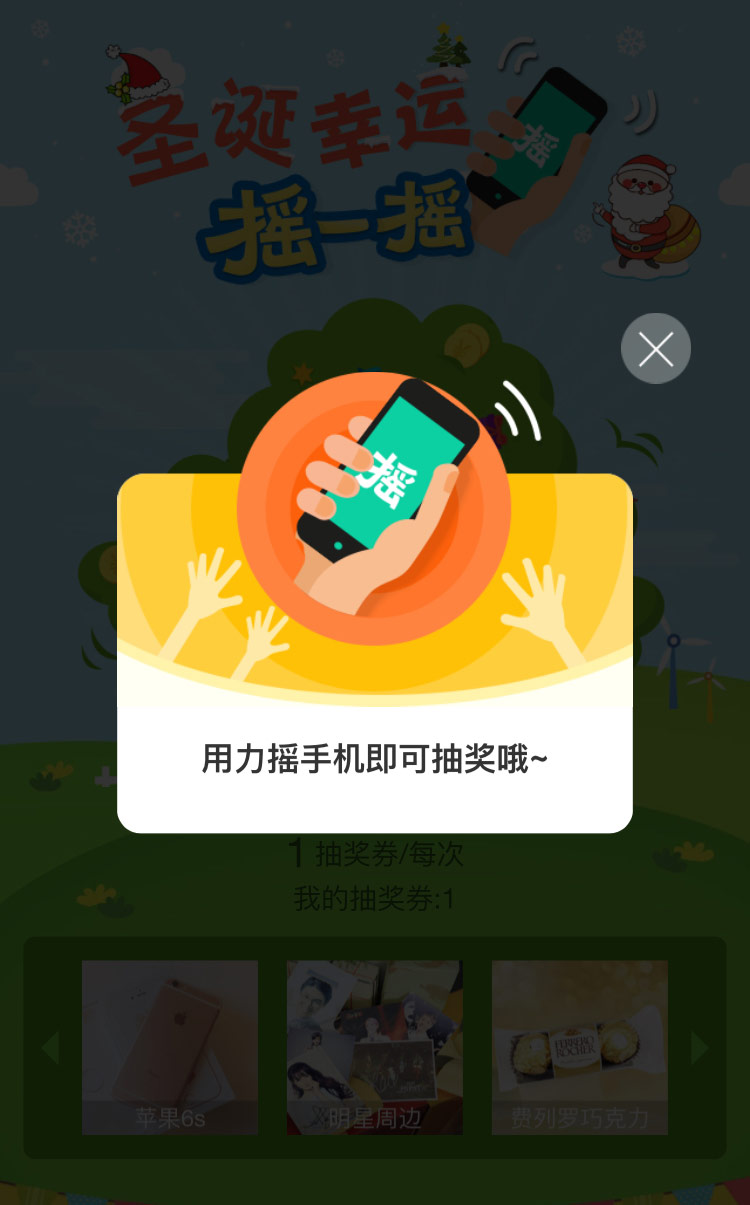 圣诞幸运
摇一摇
摇
摇
用力摇手机即可抽奖哦~
1 抽奖券/每次
我的抽奖券:1
FERRERO
ROCHER
苹果6s
明星周边
费列罗巧克力